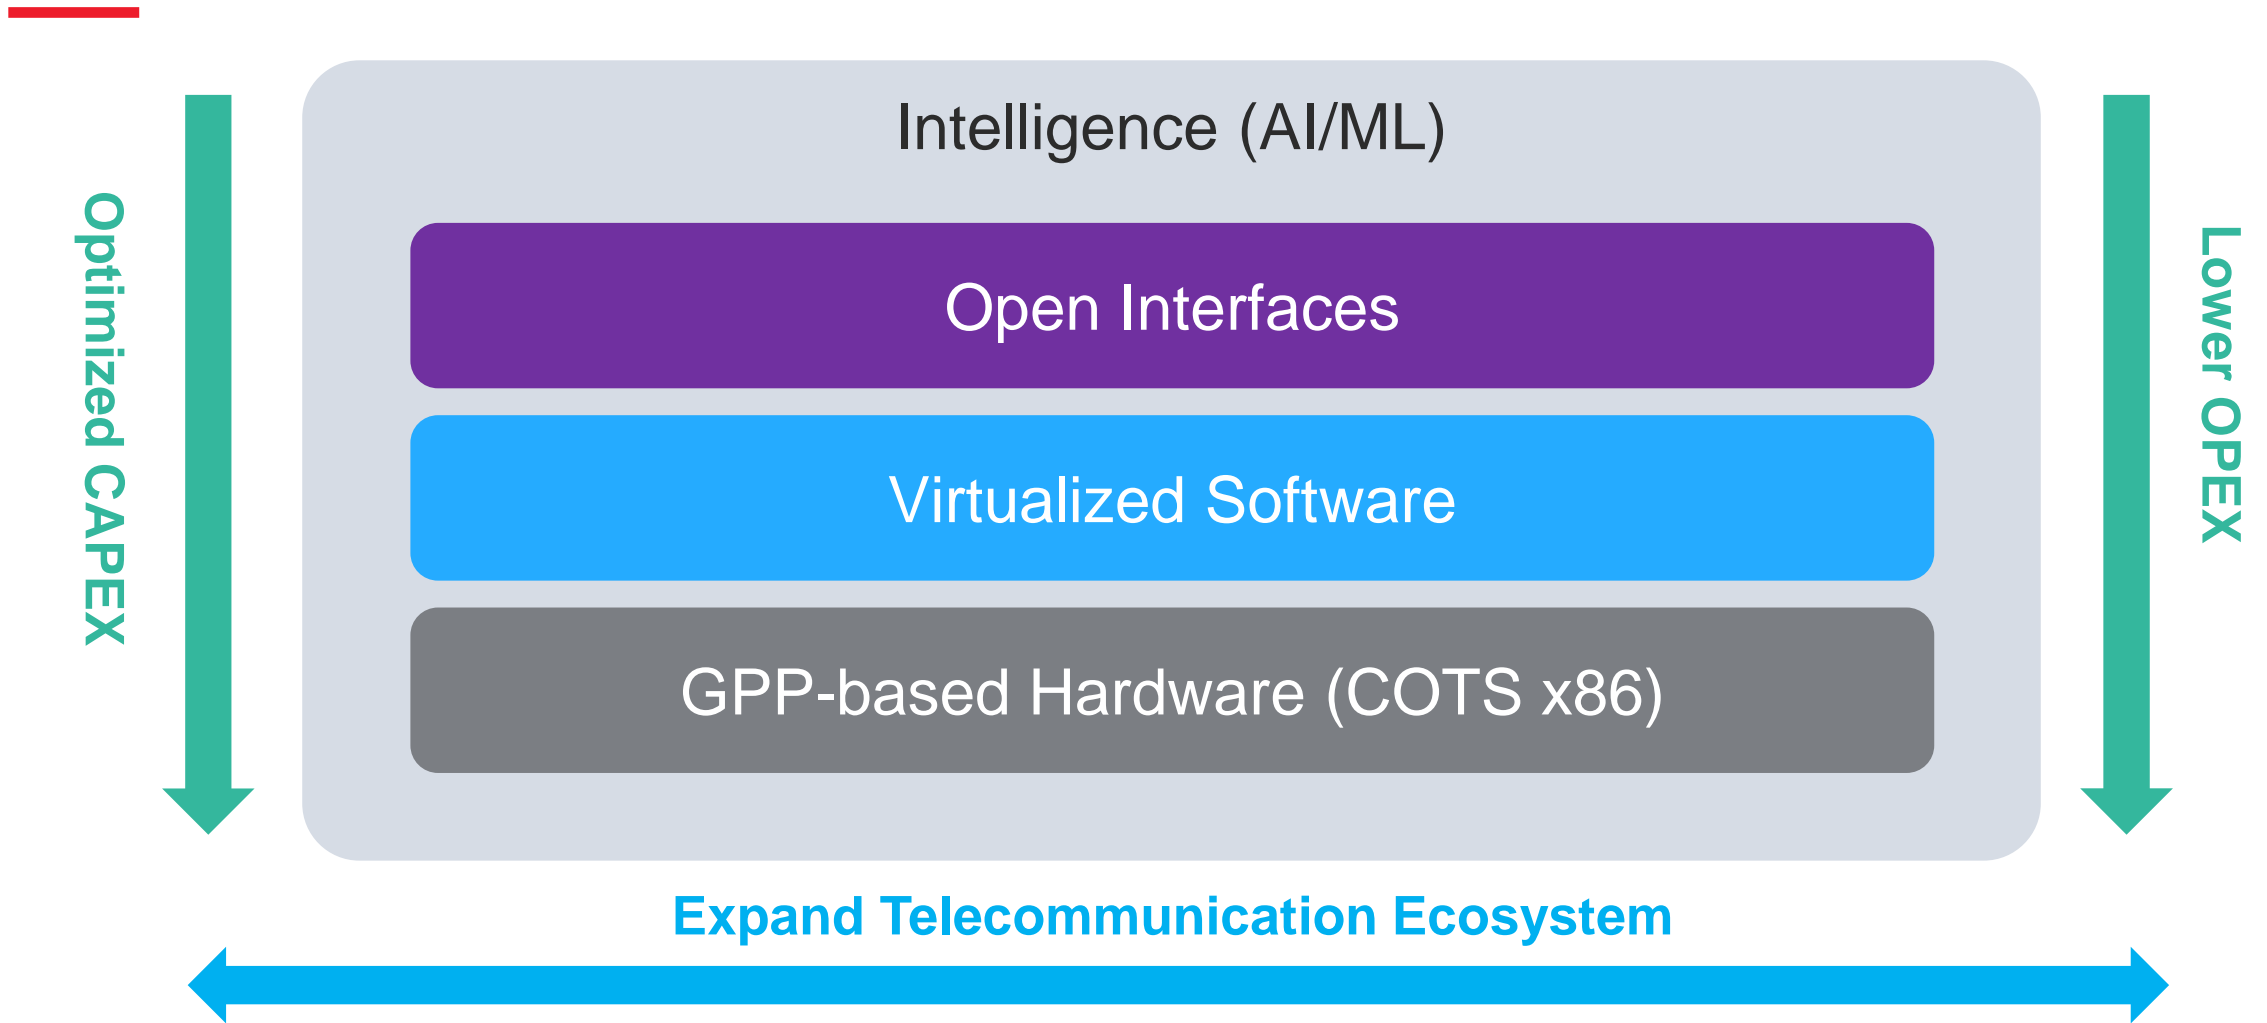 Intelligence (AI/ML)
Optimized CAPEX
Open Interfaces
Virtualized Software
GPP-based Hardware (COTS x86)
Lower OPEX
Expand Telecommunication Ecosystem